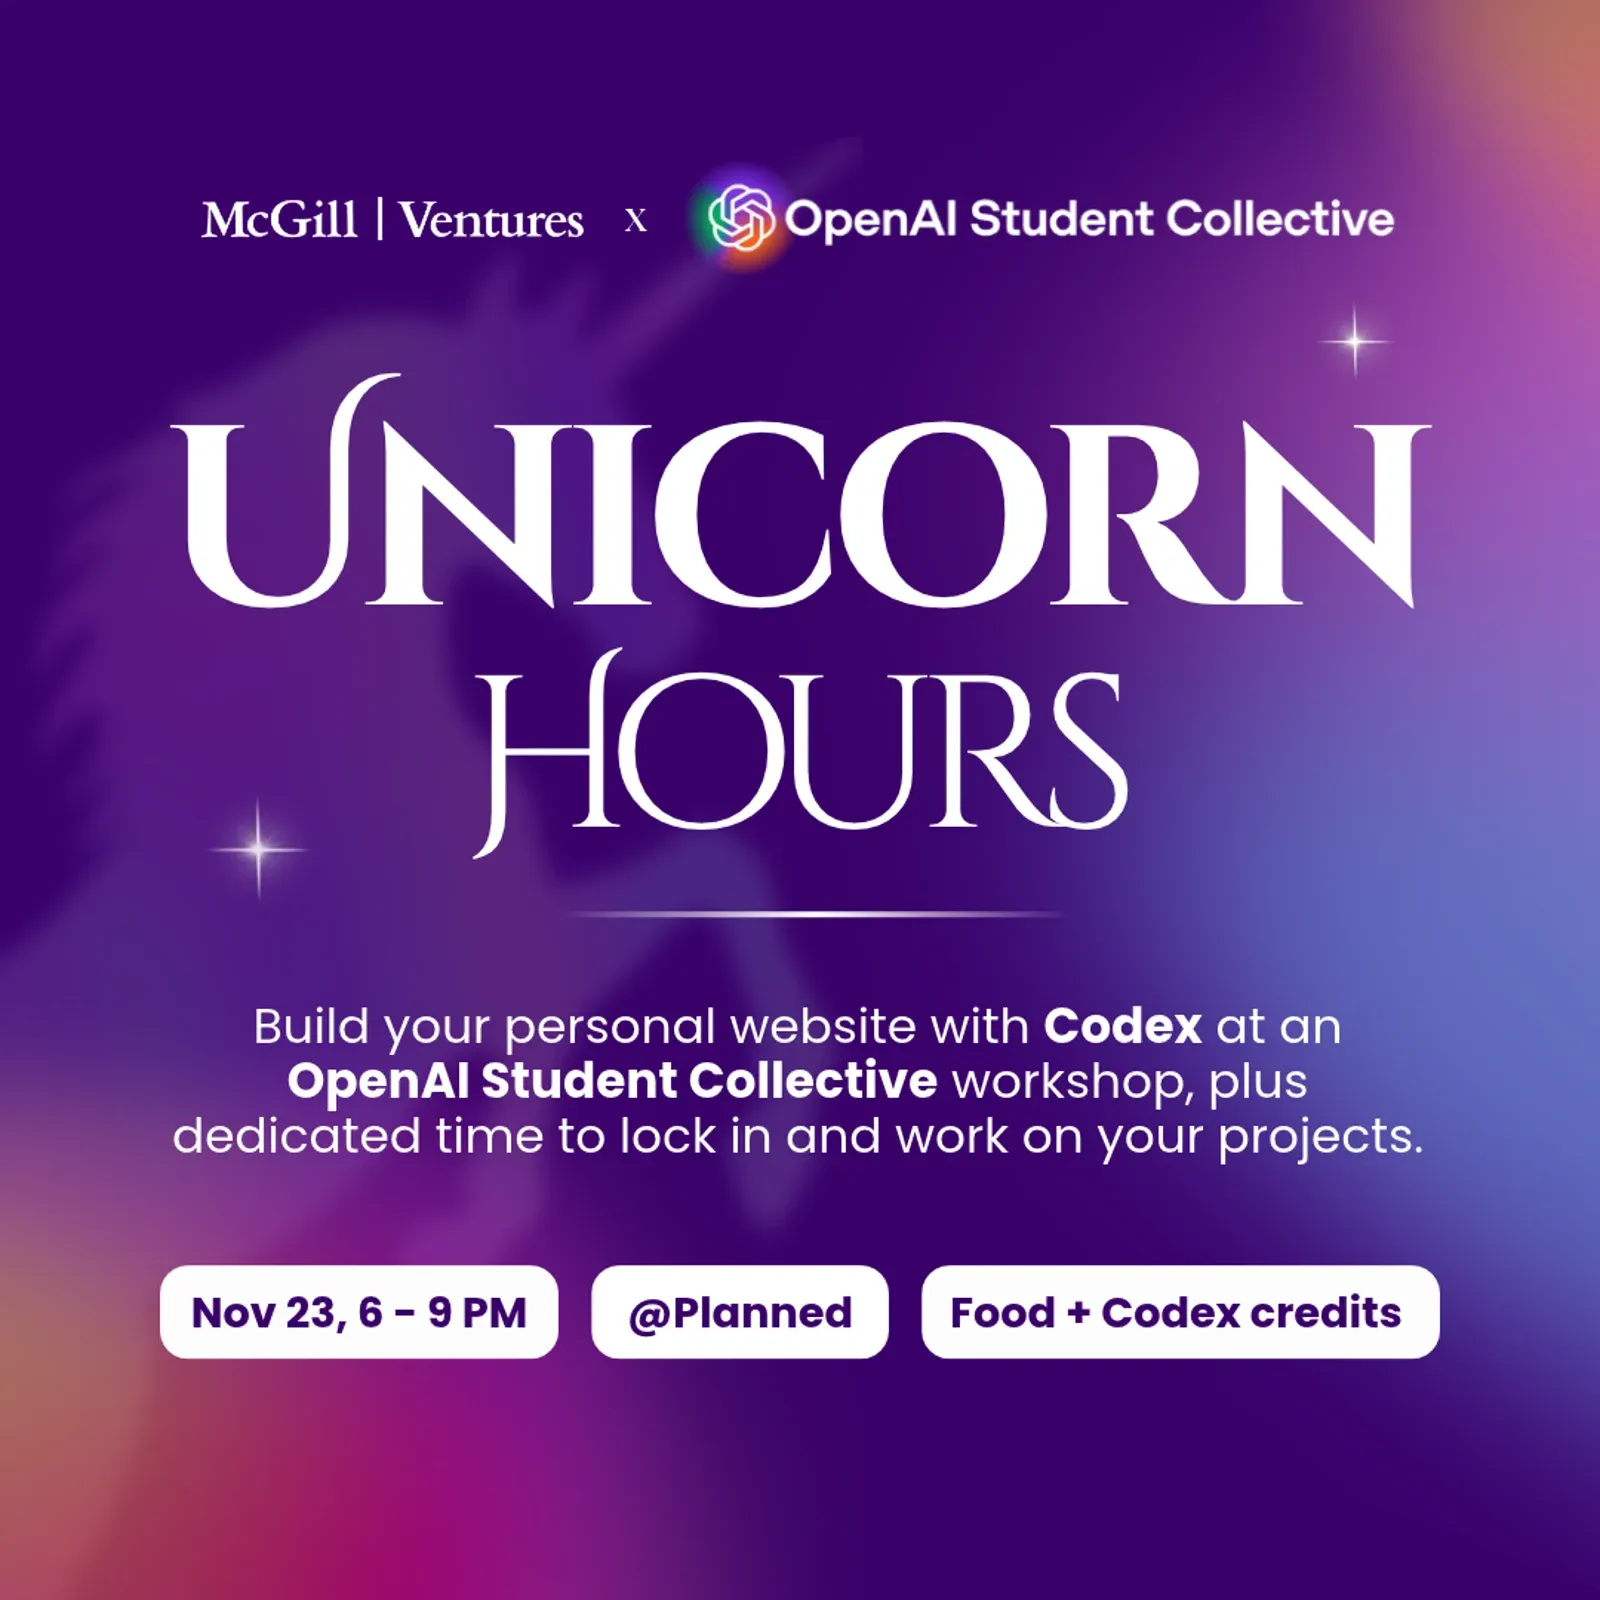 McGill | Ventures x OpenAI Student Collective
UNICORN
HOURS
Build your personal website with Codex at an
OpenAI Student Collective workshop, plus
dedicated time to lock in and work on your projects.
Nov 23, 6 - 9 PM @Planned Food + Codex credits